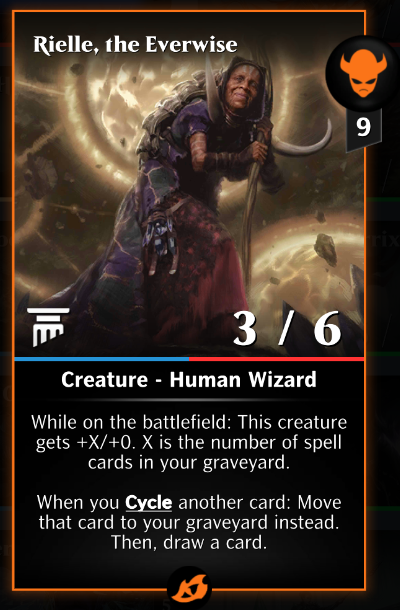 Rielle, the Everwise
9
3 / 6
Creature - Human Wizard
While on the battlefield: This creature
gets +X/+0. X is the number of spell
cards in your graveyard.
When you Cycle another card: Move
that card to your graveyard instead.
Then, draw a card.